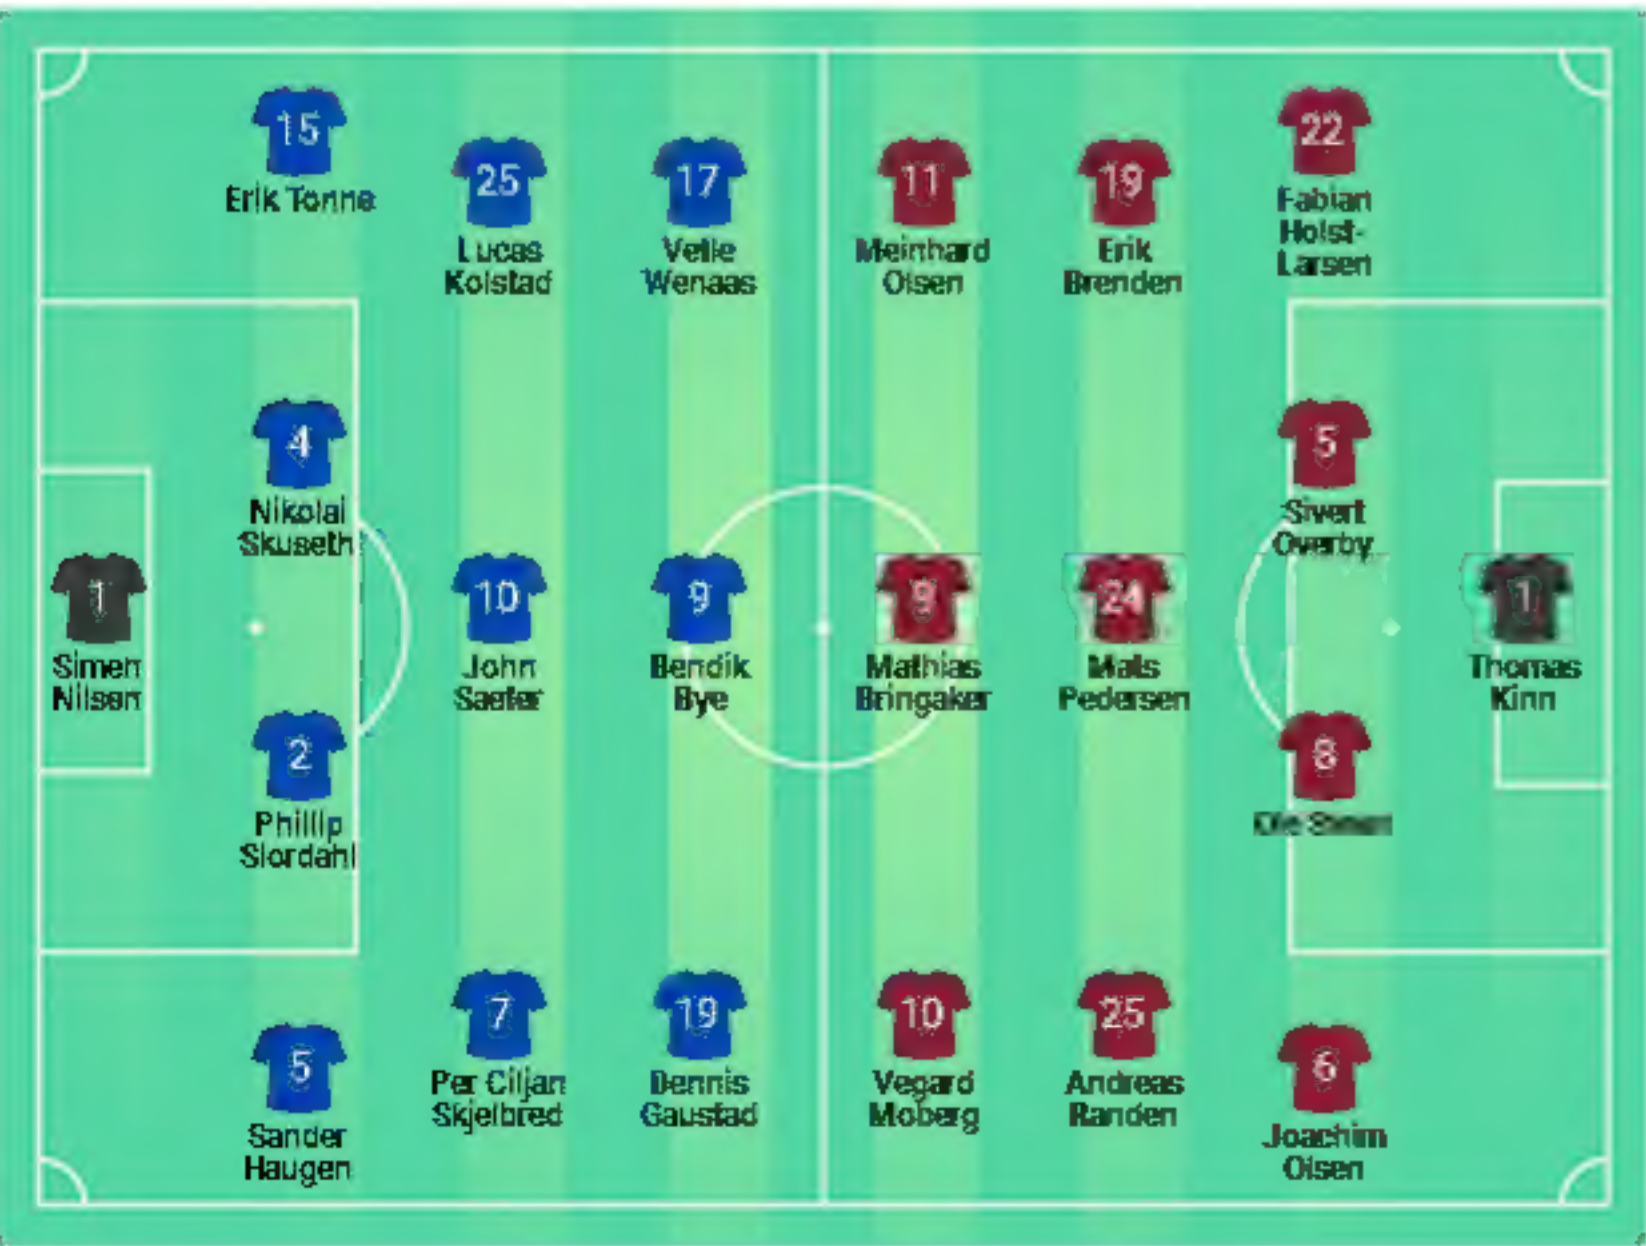 15
Erik Tonne
25
Lucas
Kolstad
17
Velle
Wenaas
11
Meinhard
Olsen
19
Erik
Brenden
22
Fabian
Holst-
Larsen
4
Nikolai
Skuseth
5
Sivert
Overby
1
Simen
Nilsen
10
John
Saeter
9
Bendik
Bye
9
Mathias
Bringaker
24
Mats
Pedersen
1
Thomas
Kinn
2
Phillip
Slordahl
8
5
Sander
Haugen
7
Per Ciljan
Skjelbred
19
Dennis
Gaustad
10
Vegard
Moberg
25
Andreas
Randen
6
Joachim
Olsen